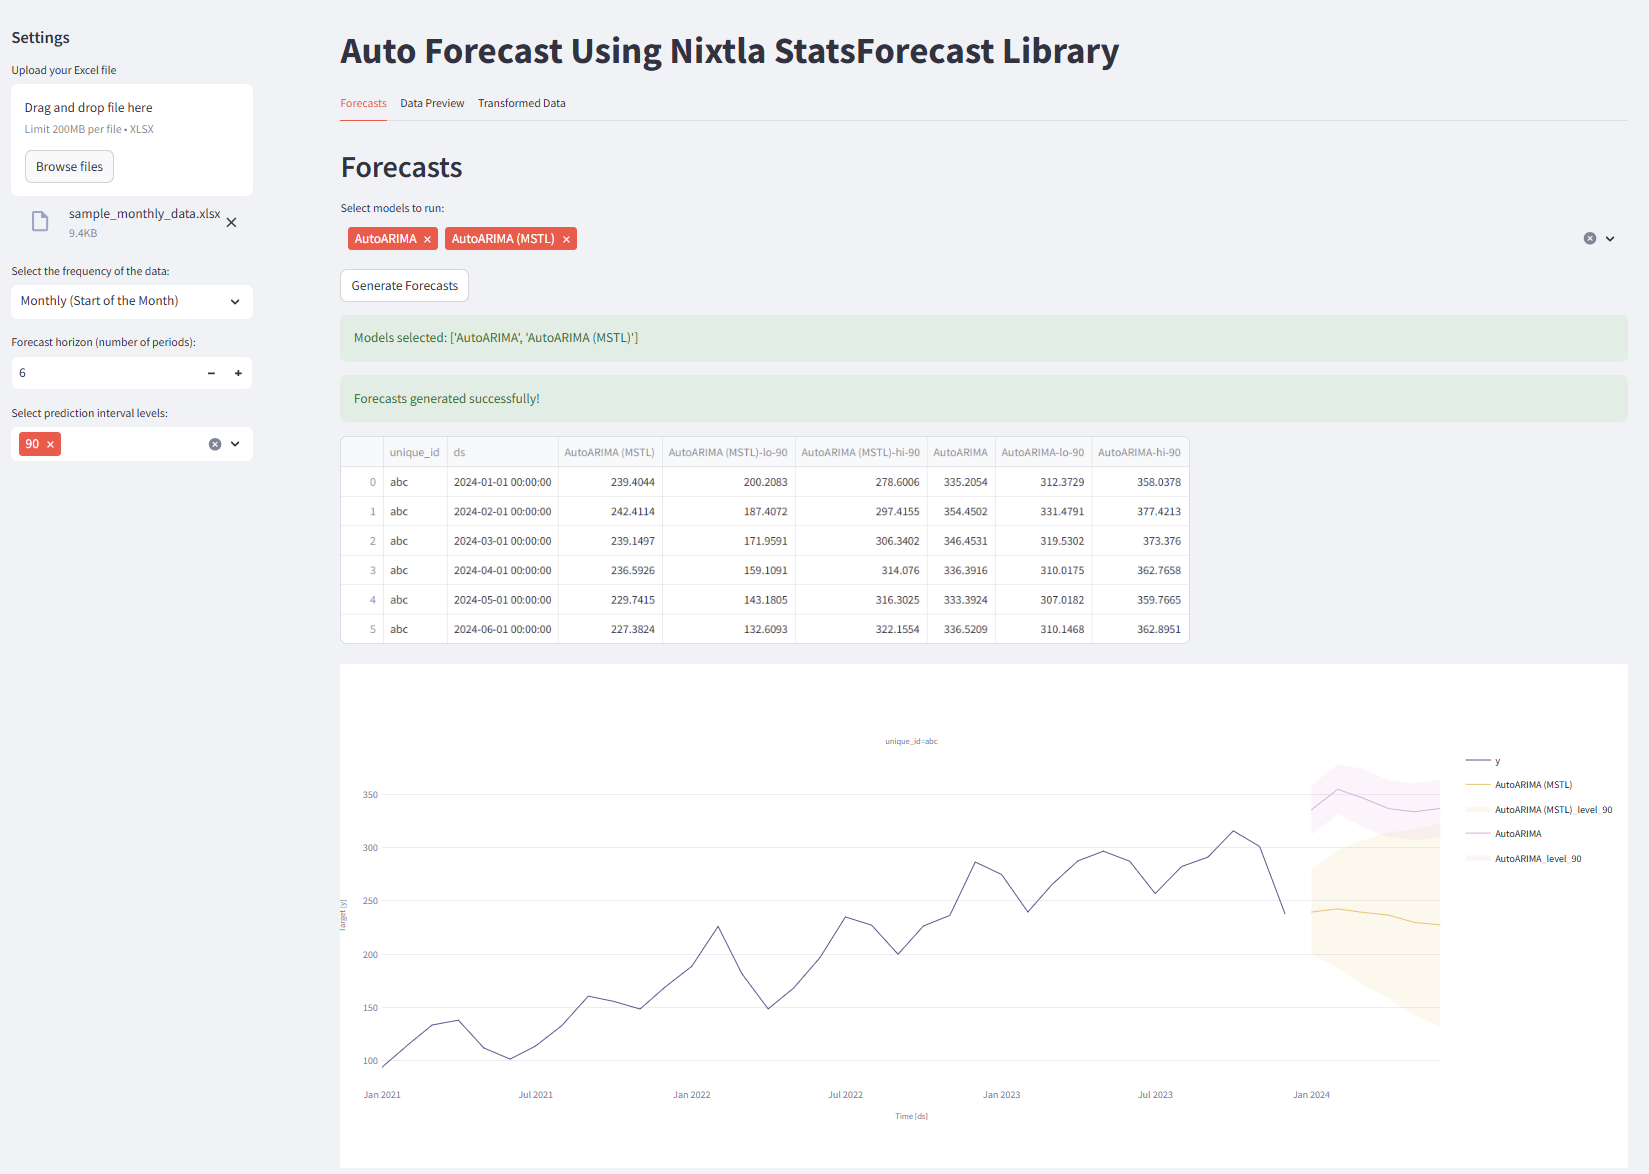 Settings
Upload your Excel file
Drag and drop file here
Limit 200MB per file • XLSX
Browse files
sample_monthly_data.xlsx
9.4KB
Select the frequency of the data:
Monthly (Start of the Month)
Forecast horizon (number of periods):
6
Select prediction interval levels:
90
Auto Forecast Using Nixtla StatsForecast Library
Forecasts Data Preview Transformed Data
Forecasts
Select models to run:
AutoARIMA AutoARIMA (MSTL)
Generate Forecasts
Models selected: ['AutoARIMA', 'AutoARIMA (MSTL)']
Forecasts generated successfully!
unique_id ds AutoARIMA (MSTL) AutoARIMA (MSTL)-lo-90 AutoARIMA (MSTL)-hi-90 AutoARIMA AutoARIMA-lo-90 AutoARIMA-hi-90
0 abc 2024-01-01 00:00:00 239.4044 200.2083 278.6006 335.2054 312.3729 358.0378
1 abc 2024-02-01 00:00:00 242.4114 187.4072 297.4155 354.4502 331.4791 377.4213
2 abc 2024-03-01 00:00:00 239.1497 171.9591 306.3402 346.4531 319.5302 373.376
3 abc 2024-04-01 00:00:00 236.5926 159.1091 314.076 336.3916 310.0175 362.7658
4 abc 2024-05-01 00:00:00 229.7415 143.1805 316.3025 333.3924 307.0182 359.7665
5 abc 2024-06-01 00:00:00 227.3824 132.6093 322.1554 336.5209 310.1468 362.8951
unique_id=abc
350
300
250
200
150
100
Target [y]
Jan 2021 Jul 2021 Jan 2022 Jul 2022 Jan 2023 Jul 2023 Jan 2024
Time [ds]
y
AutoARIMA (MSTL)
AutoARIMA (MSTL)_level_90
AutoARIMA
AutoARIMA_level_90